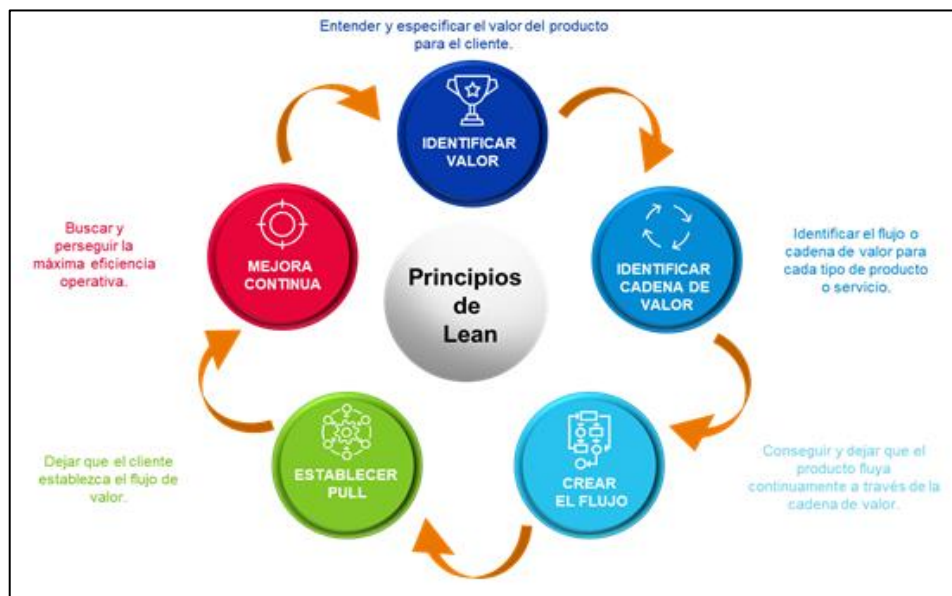 Entender y especificar el valor del producto
para el cliente.
IDENTIFICAR
VALOR
Identificar el flujo o
cadena de valor para
cada tipo de producto
o servicio.
IDENTIFICAR
CADENA DE
VALOR
Conseguir y dejar que el
producto fluya
continuamente a través de la
cadena de valor.
CREAR
EL FLUJO
Dejar que el cliente
establezca el flujo de
valor.
ESTABLECER
PULL
Buscar y
perseguir la
máxima eficiencia
operativa.
MEJORA
CONTINUA
Principios
de
Lean